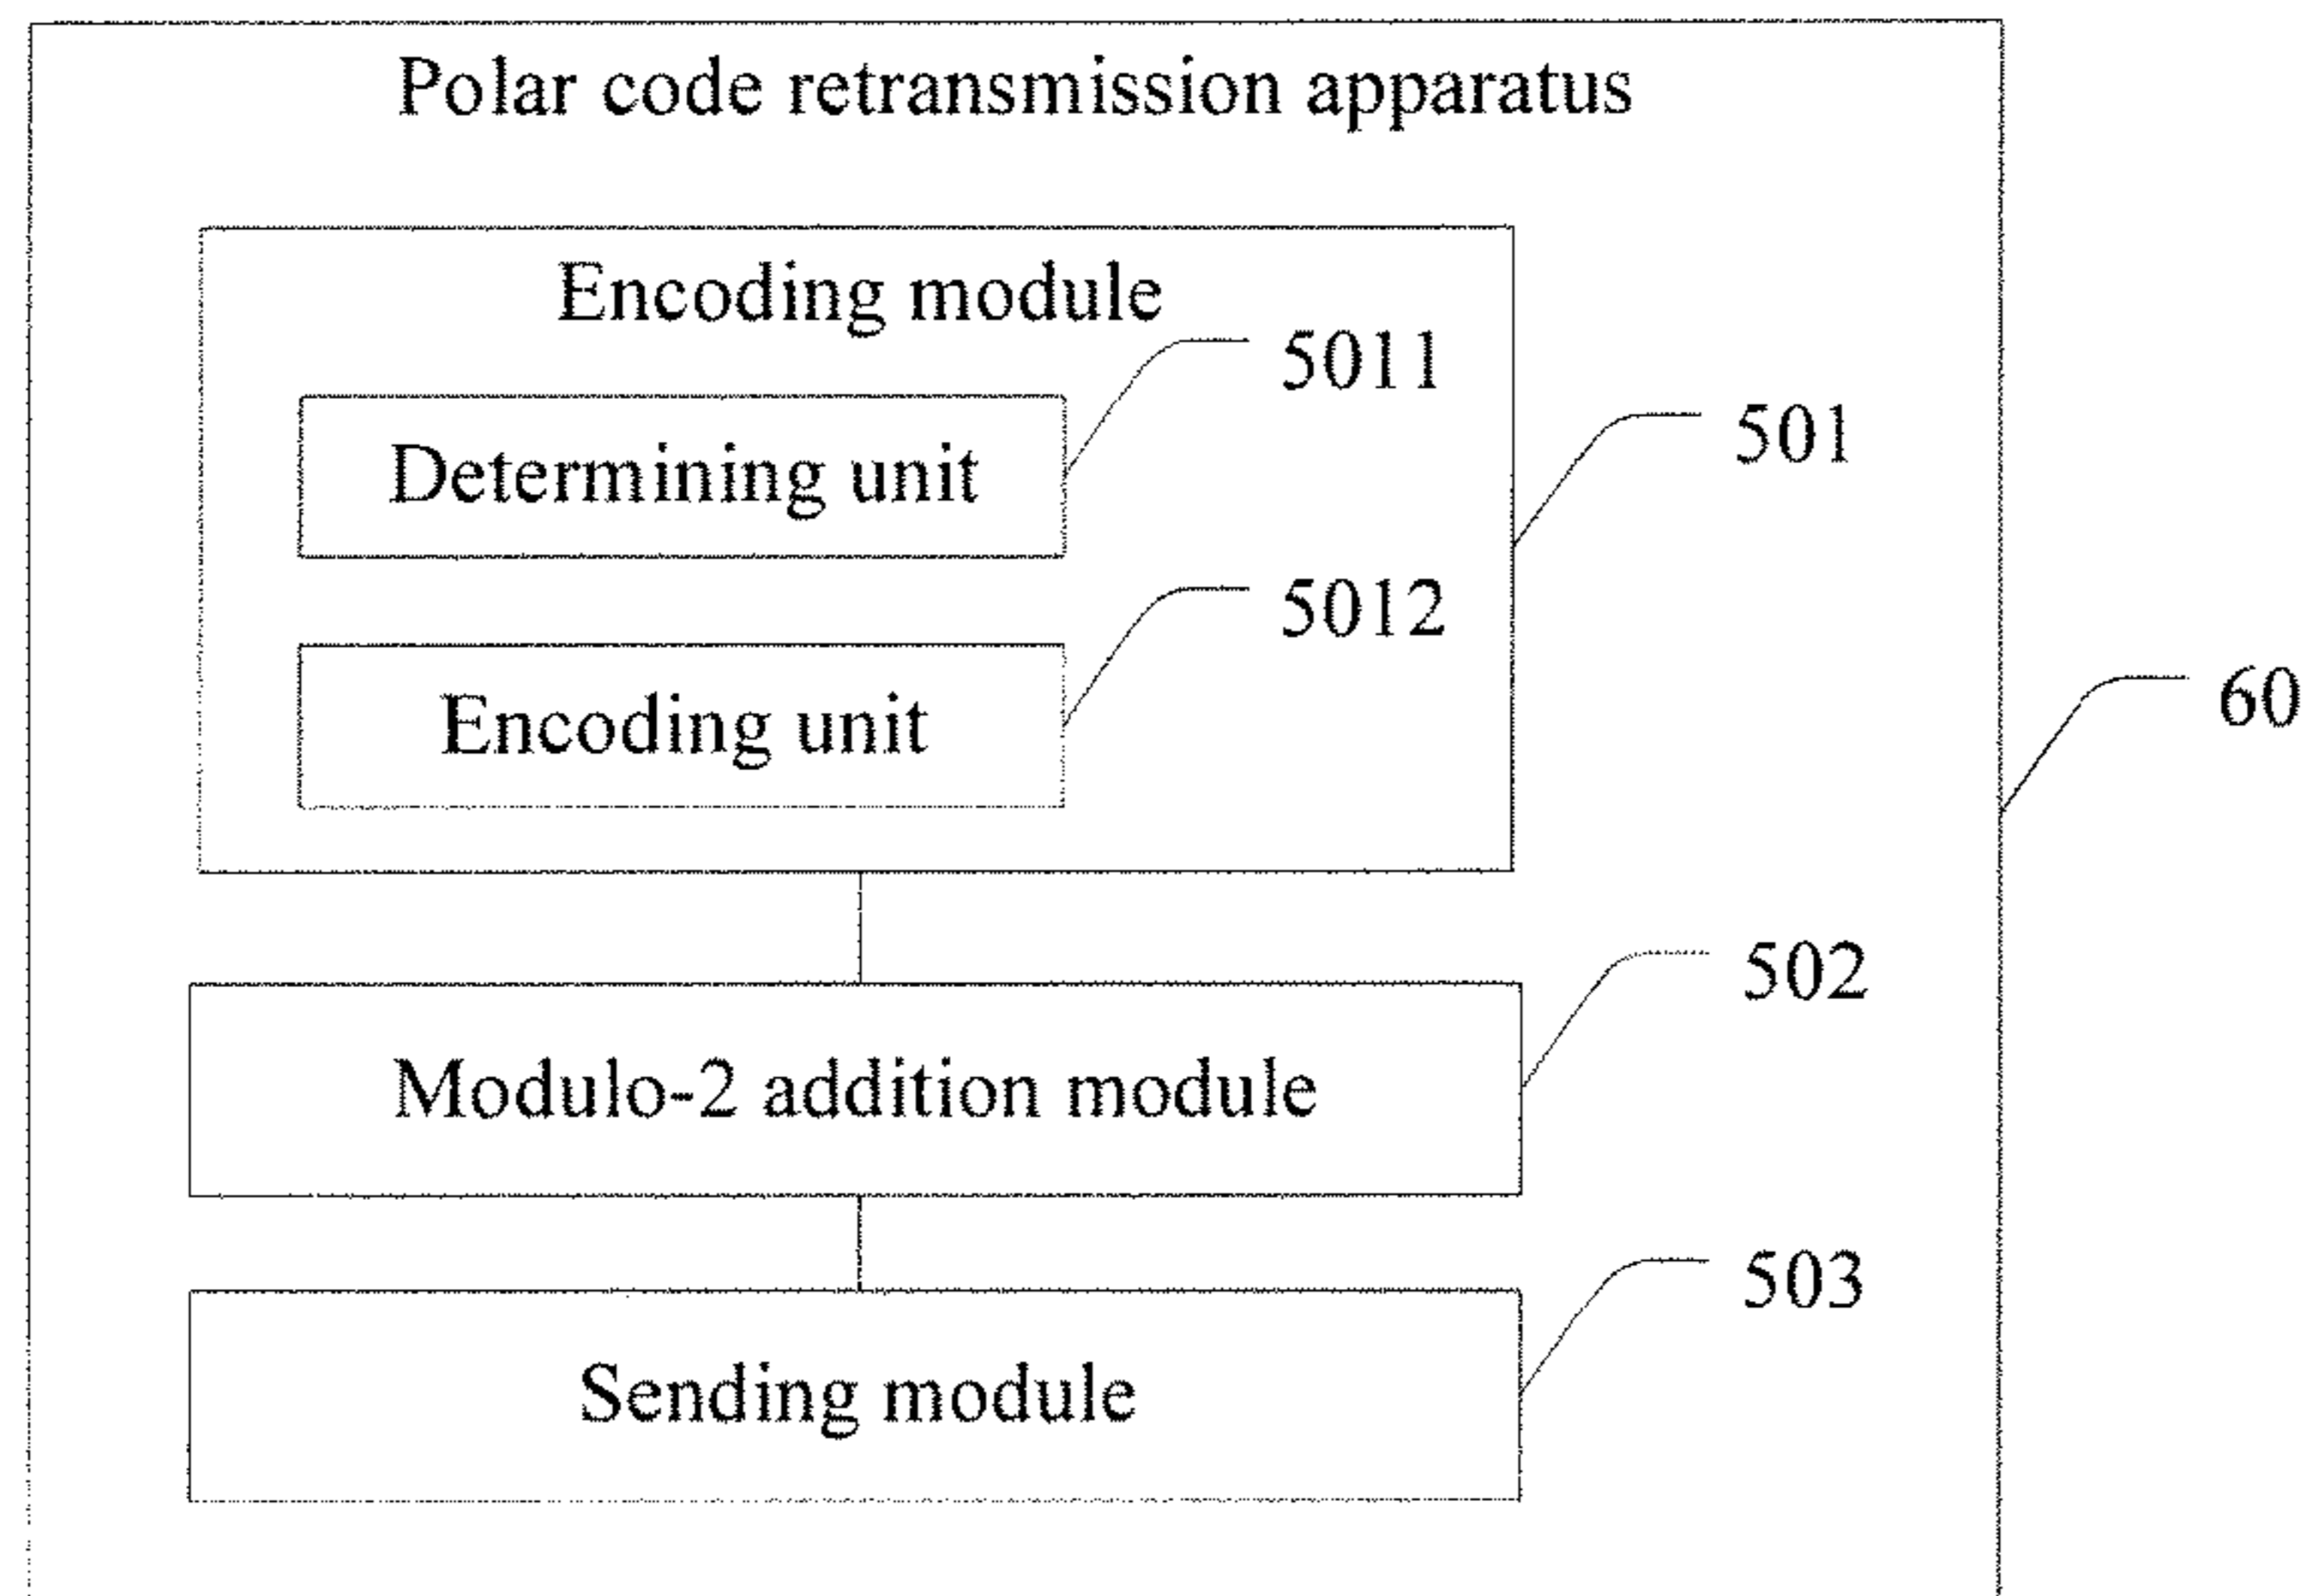 Polar code retransmission apparatus
Encoding module
5011
Determining unit
501
5012
Encoding unit
60
502
Modulo-2 addition module
503
Sending module